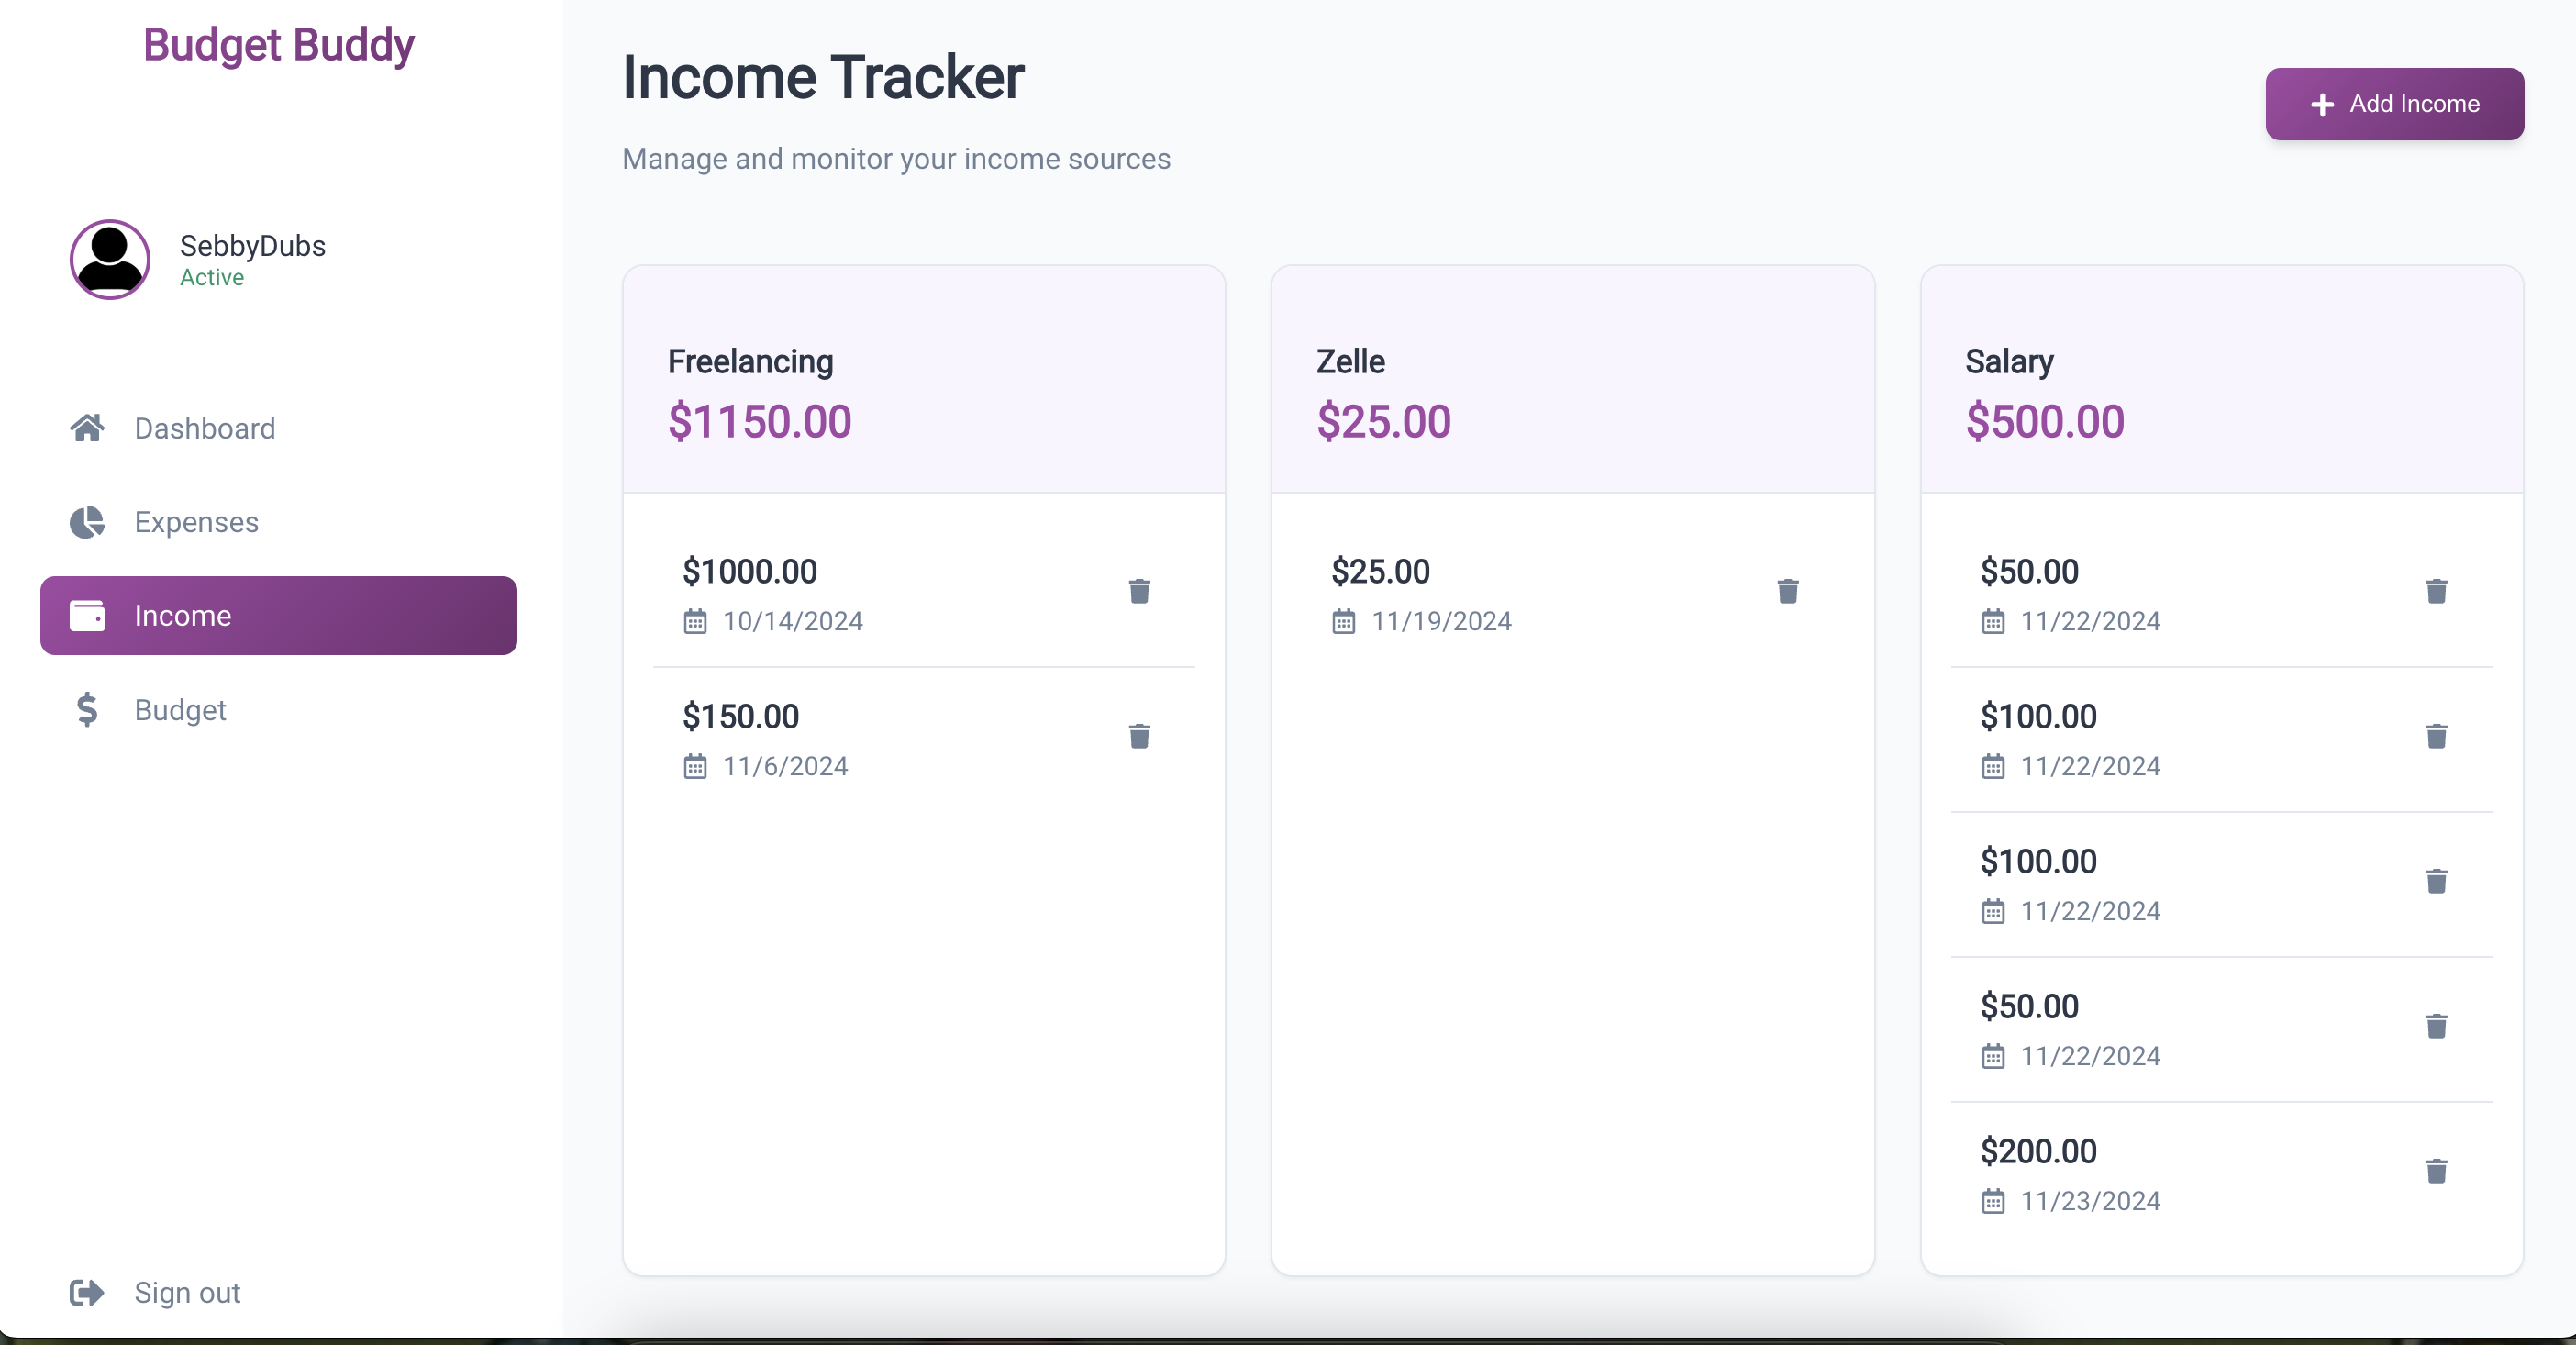 Budget Buddy
SebbyDubs
Active
Dashboard
Expenses
Income
Budget
Sign out
Income Tracker
Manage and monitor your income sources
Add Income
Freelancing
$1150.00
$1000.00
10/14/2024
$150.00
11/6/2024
Zelle
$25.00
$25.00
11/19/2024
Salary
$500.00
$50.00
11/22/2024
$100.00
11/22/2024
$100.00
11/22/2024
$50.00
11/22/2024
$200.00
11/23/2024